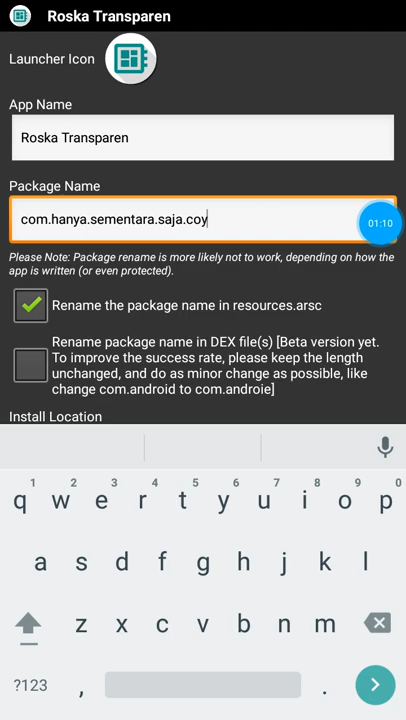 Roska Transparen
Launcher Icon
App Name
Roska Transparen
Package Name
com.hanya.sementara.saja.coy
01:10
Please Note: Package rename is more likely not to work, depending on how the
app is written (or even protected).
Rename the package name in resources.arsc
Rename package name in DEX file(s) [Beta version yet.
To improve the success rate, please keep the length
unchanged, and do as minor change as possible, like
change com.android to com.androie]
Install Location
1 2 3 4 5 6 7 8 9 0
q w e r t y u i o p
a s d f g h j k l
z x c v b n m
?123 , .